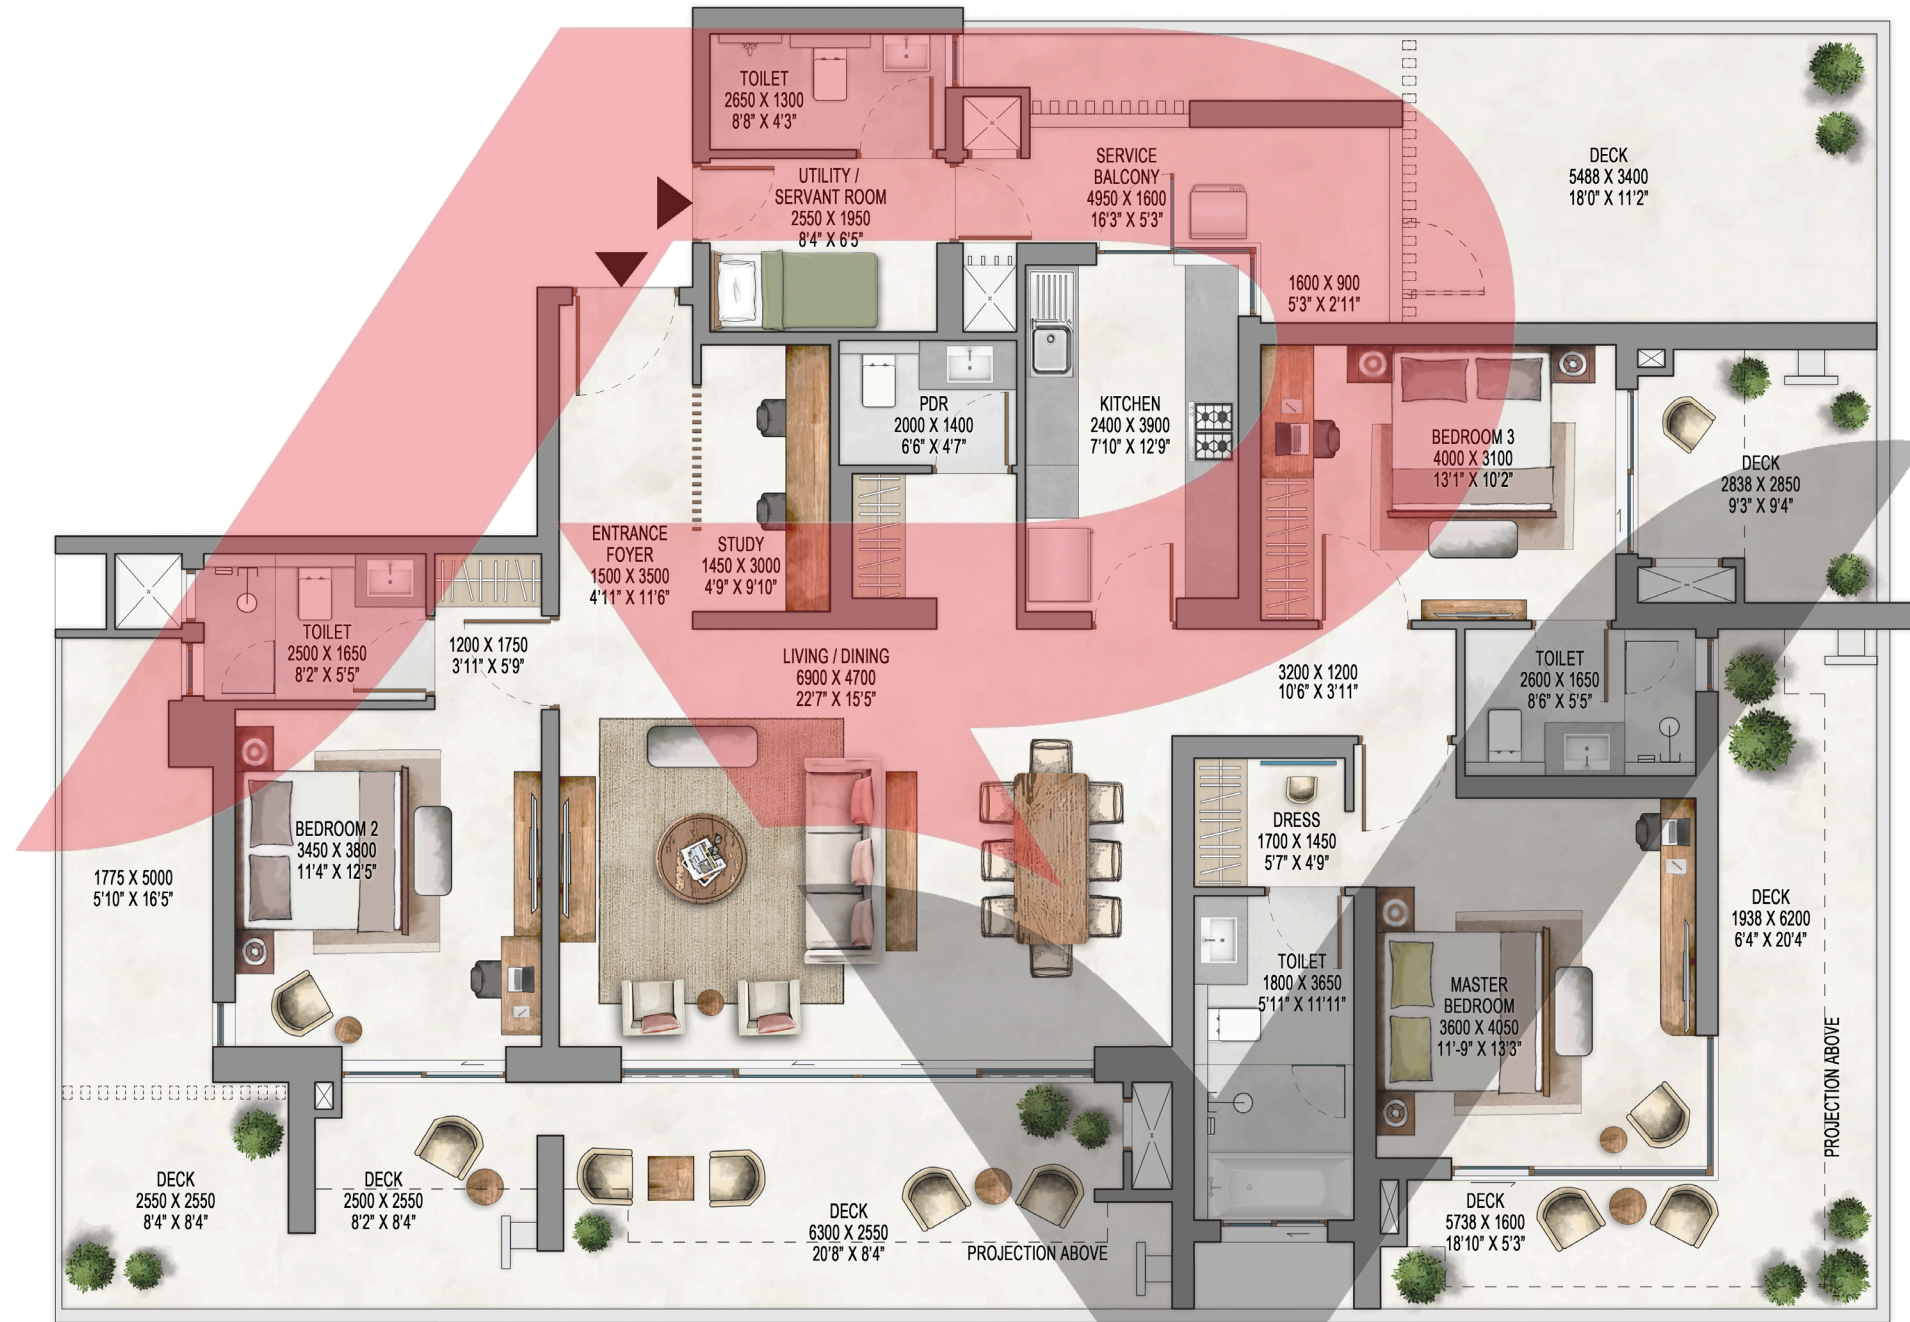 TOILET
2650 X 1300
8'8" X 4'3"
UTILITY /
SERVANT ROOM
2550 X 1950
8'4" X 6'5"
SERVICE
BALCONY
4950 X 1600
16'3" X 5'3"
DECK
5488 X 3400
18'0" X 11'2"
1600 X 900
5'3" X 2'11"
PDR
2000 X 1400
6'6" X 4'7"
KITCHEN
2400 X 3900
7'10" X 12'9"
BEDROOM 3
4000 X 3100
13'1" X 10'2"
DECK
2838 X 2850
9'3" X 9'4"
ENTRANCE
FOYER
1500 X 3500
4'11" X 11'6"
STUDY
1450 X 3000
4'9" X 9'10"
TOILET
2500 X 1650
8'2" X 5'5"
1200 X 1750
3'11" X 5'9"
LIVING / DINING
6900 X 4700
22'7" X 15'5"
3200 X 1200
10'6" X 3'11"
TOILET
2600 X 1650
8'6" X 5'5"
BEDROOM 2
3450 X 3800
11'4" X 12'5"
1775 X 5000
5'10" X 16'5"
DRESS
1700 X 1450
5'7" X 4'9"
DECK
1938 X 6200
6'4" X 20'4"
TOILET
1800 X 3650
5'11" X 11'11"
MASTER
BEDROOM
3600 X 4050
11'-9" X 13'3"
PROJECTION ABOVE
DECK
2550 X 2550
8'4" X 8'4"
DECK
2500 X 2550
8'2" X 8'4"
DECK
6300 X 2550
20'8" X 8'4"
PROJECTION ABOVE
DECK
5738 X 1600
18'10" X 5'3"